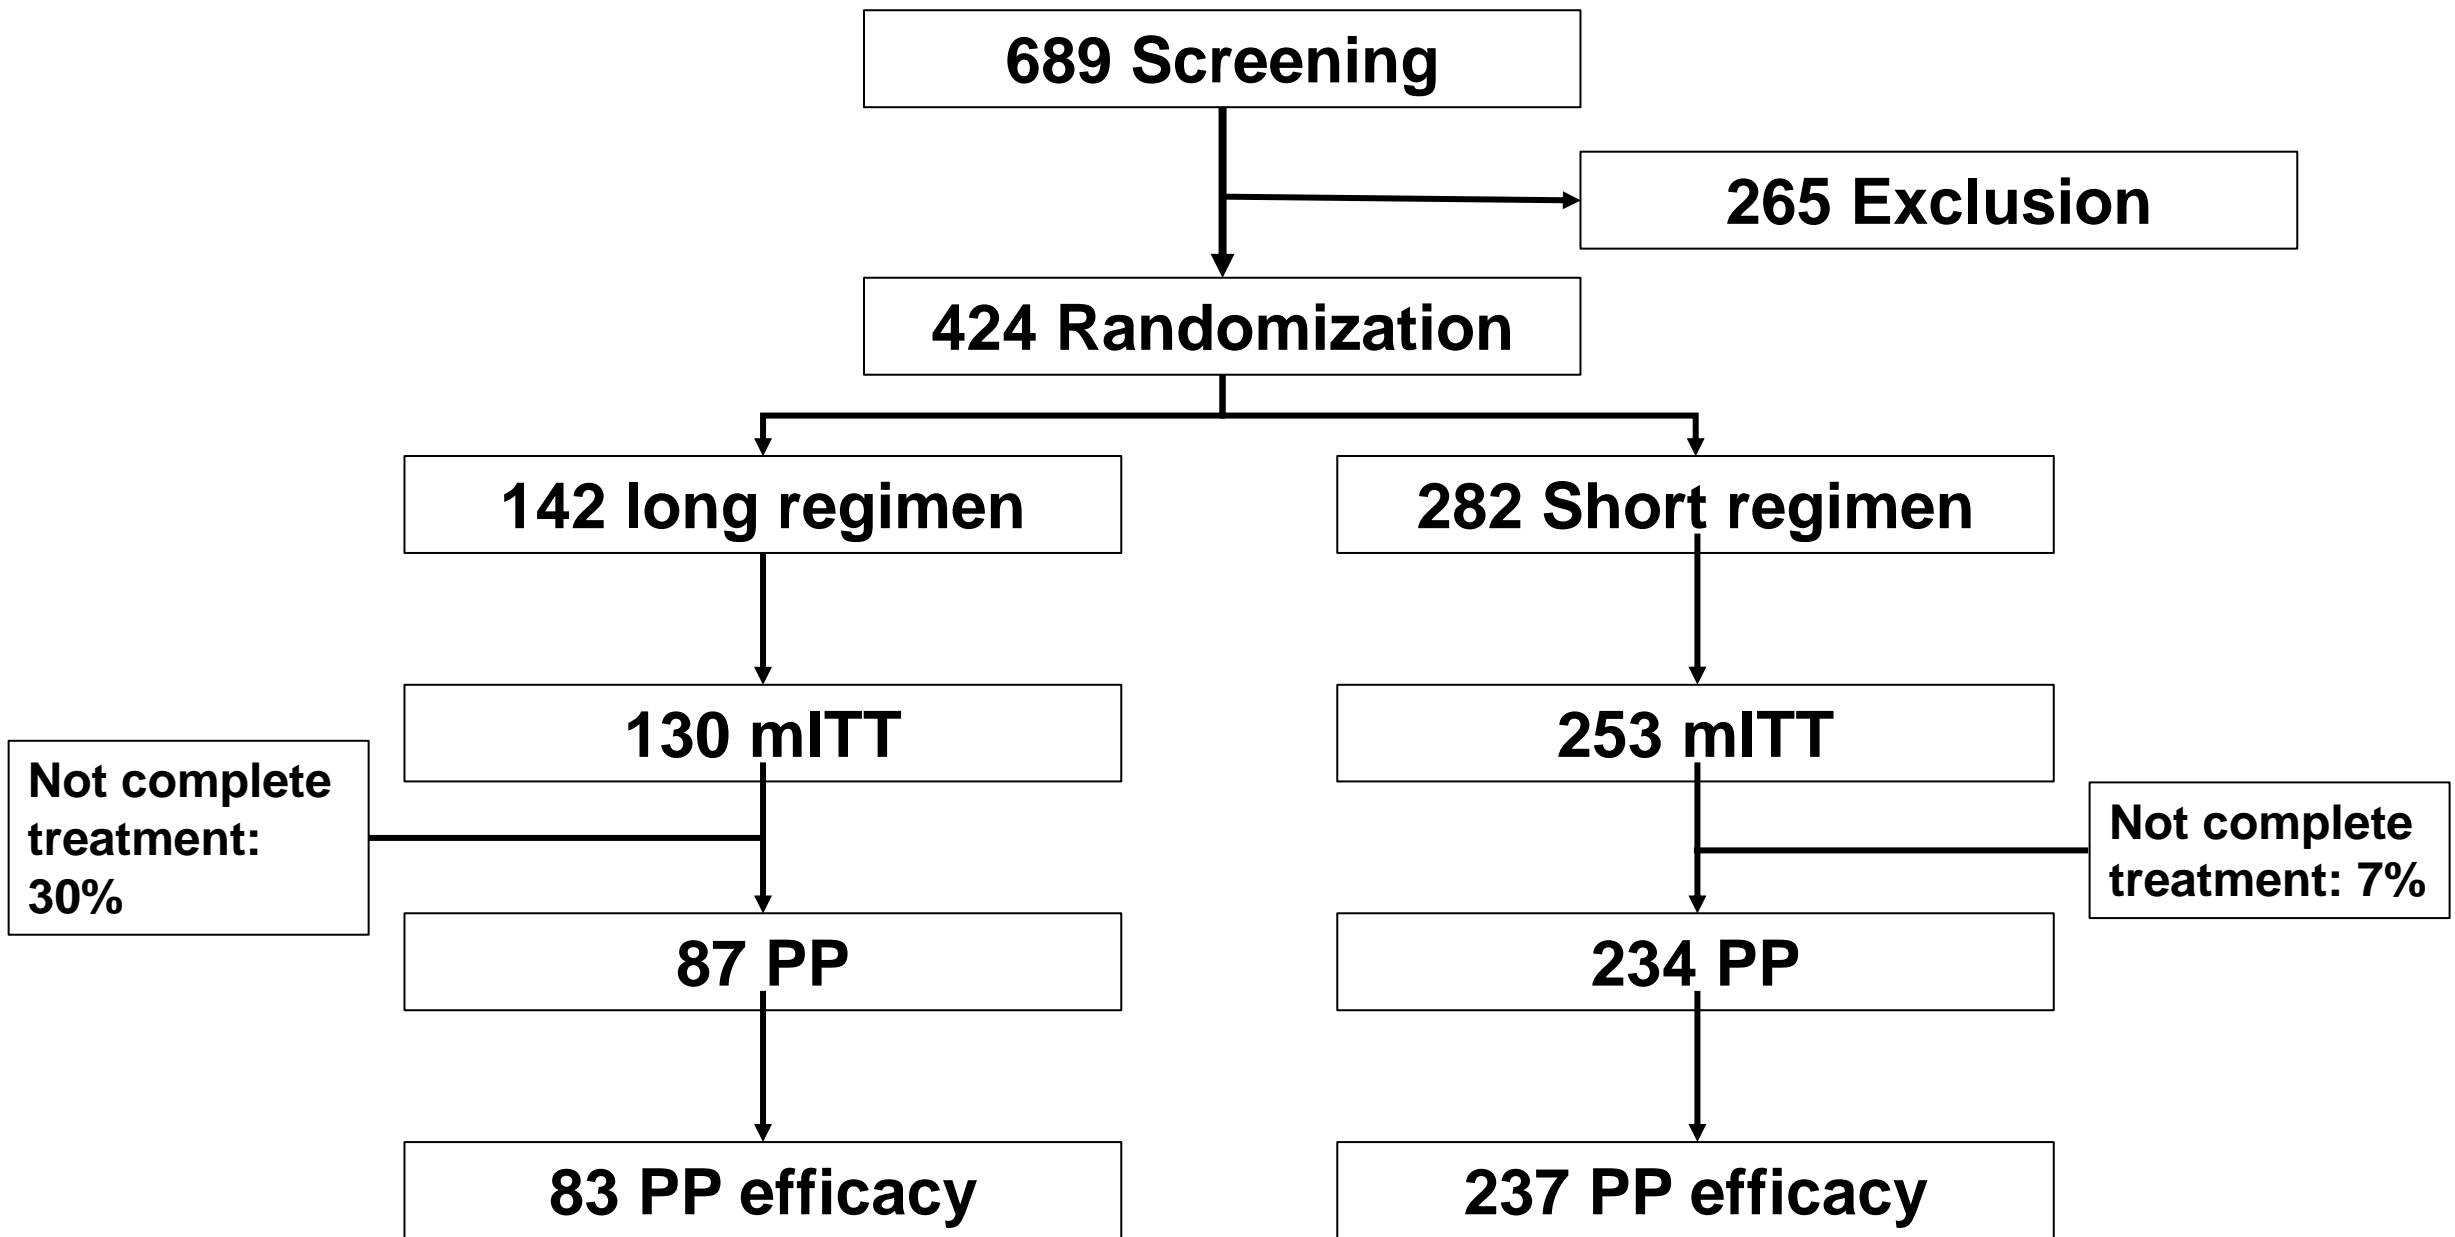 689 Screening
265 Exclusion
424 Randomization
142 long regimen
282 Short regimen
130 mITT
253 mITT
Not complete
treatment:
30%
Not complete
treatment: 7%
87 PP
234 PP
83 PP efficacy
237 PP efficacy